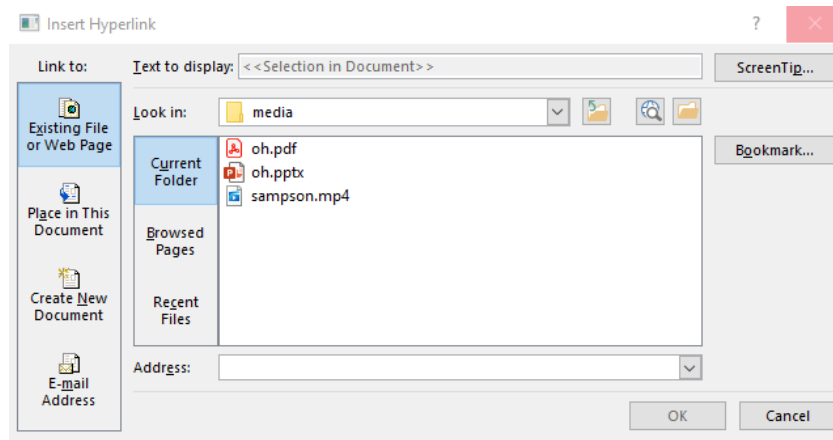 Insert Hyperlink
?
Link to:
Text to display:
<<Selection in Document>>
ScreenTip...
Existing File
or Web Page
Look in:
media
Bookmark...
Current
Folder
oh.pdf
oh.pptx
sampson.mp4
Place in This
Document
Browsed
Pages
Create New
Document
Recent
Files
Address:
E-mail
Address
OK
Cancel